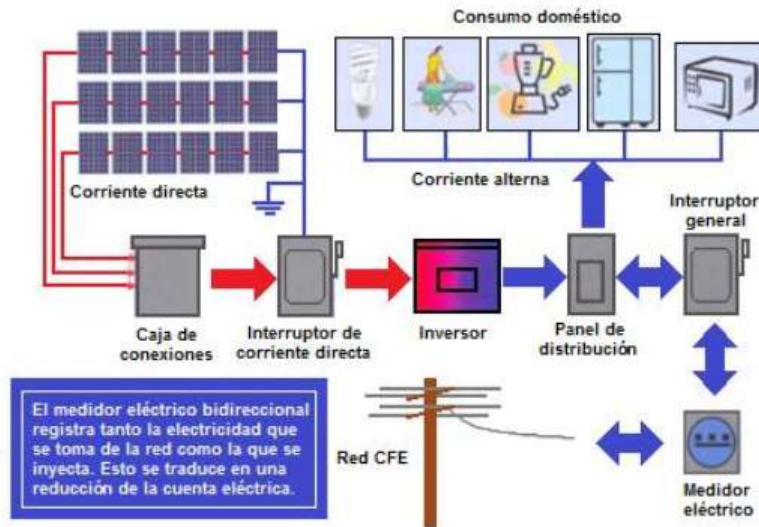 Consumo doméstico
Corriente directa
Corriente alterna
Interruptor
general
Caja de
conexiones
Interruptor de
corriente directa
Inversor
Panel de
distribución
El medidor eléctrico bidireccional
registra tanto la electricidad que
se toma de la red como la que se
inyecta. Esto se traduce en una
reducción de la cuenta eléctrica.
Red CFE
Medidor
eléctrico